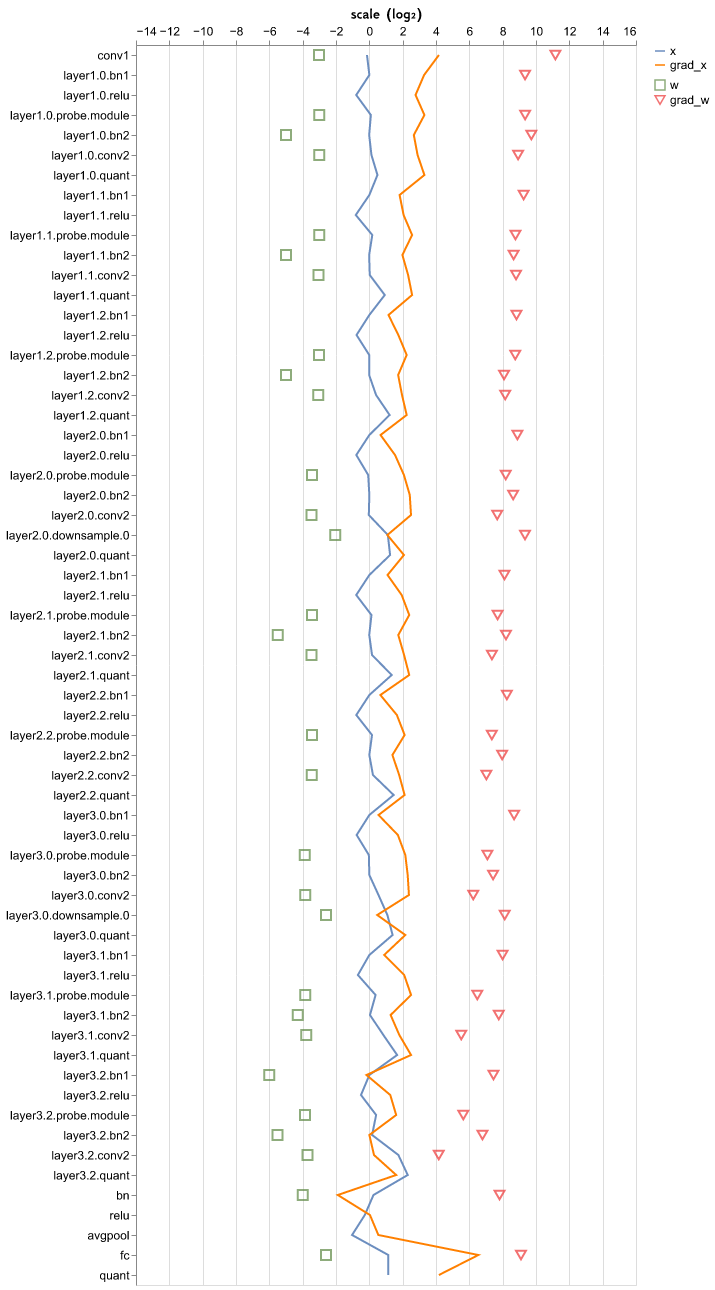 scale (log₂)
−14 −12 −10 −8 −6 −4 −2 0 2 4 6 8 10 12 14 16
x
grad_x
w
grad_w
conv1
layer1.0.bn1
layer1.0.relu
layer1.0.probe.module
layer1.0.bn2
layer1.0.conv2
layer1.0.quant
layer1.1.bn1
layer1.1.relu
layer1.1.probe.module
layer1.1.bn2
layer1.1.conv2
layer1.1.quant
layer1.2.bn1
layer1.2.relu
layer1.2.probe.module
layer1.2.bn2
layer1.2.conv2
layer1.2.quant
layer2.0.bn1
layer2.0.relu
layer2.0.probe.module
layer2.0.bn2
layer2.0.conv2
layer2.0.downsample.0
layer2.0.quant
layer2.1.bn1
layer2.1.relu
layer2.1.probe.module
layer2.1.bn2
layer2.1.conv2
layer2.1.quant
layer2.2.bn1
layer2.2.relu
layer2.2.probe.module
layer2.2.bn2
layer2.2.conv2
layer2.2.quant
layer3.0.bn1
layer3.0.relu
layer3.0.probe.module
layer3.0.bn2
layer3.0.conv2
layer3.0.downsample.0
layer3.0.quant
layer3.1.bn1
layer3.1.relu
layer3.1.probe.module
layer3.1.bn2
layer3.1.conv2
layer3.1.quant
layer3.2.bn1
layer3.2.relu
layer3.2.probe.module
layer3.2.bn2
layer3.2.conv2
layer3.2.quant
bn
relu
avgpool
fc
quant